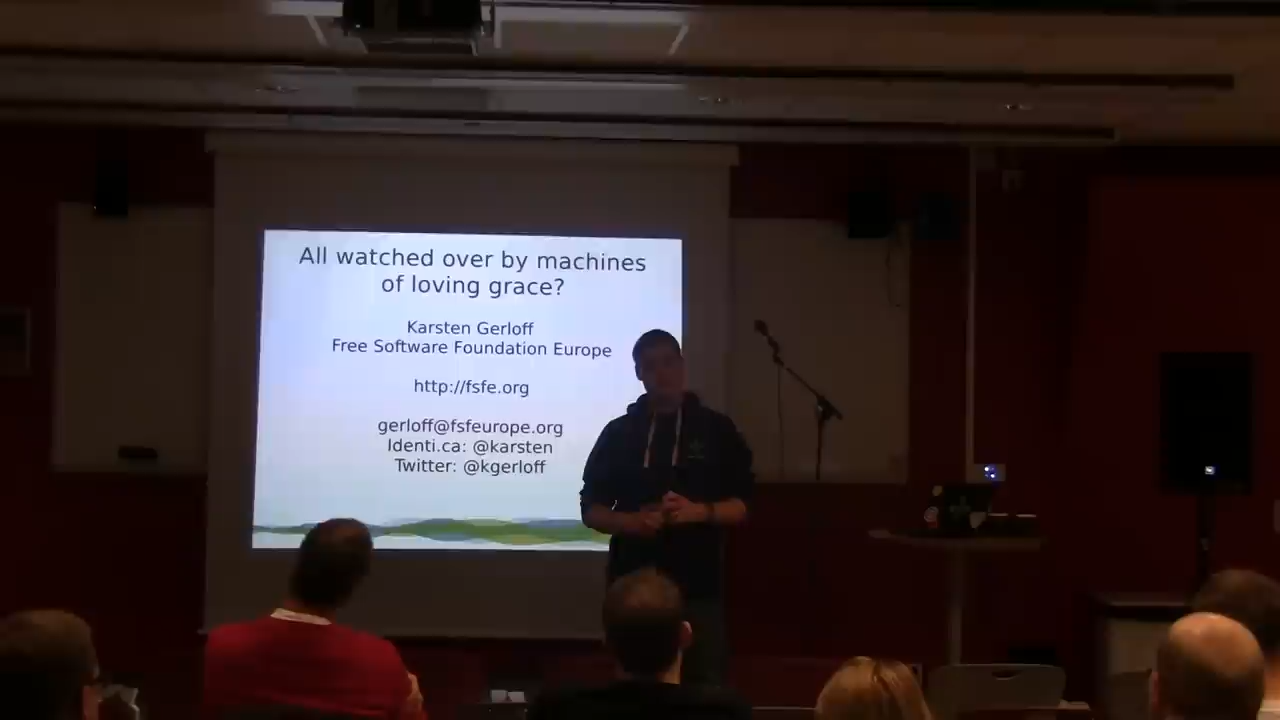 All watched over by machines
of loving grace?
Karsten Gerloff
Free Software Foundation Europe
http://fsfe.org
gerloff@fsfeurope.org
Identi.ca: @karsten
Twitter: @kgerloff